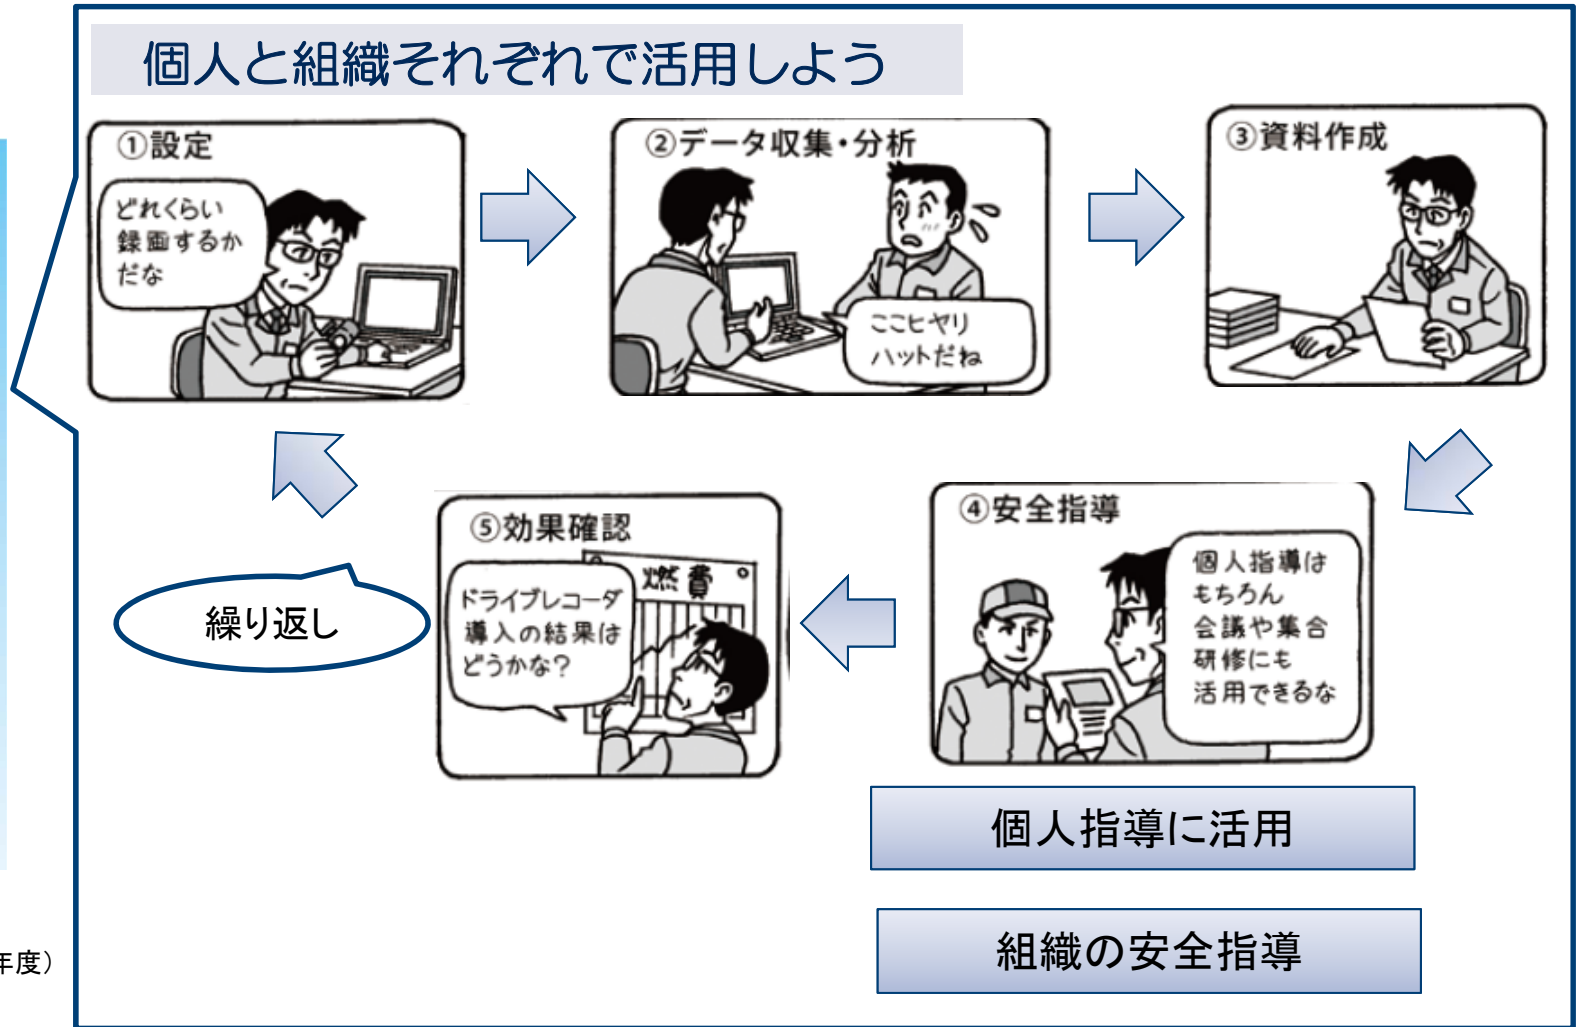 個人と組織それぞれで活用しよう
①設定
どれくらい
録画するか
だな
②データ収集・分析
ここヒヤリ
ハットだね
③資料作成
④安全指導
個人指導は
もちろん
会議や集合
研修にも
活用できるな
⑤効果確認
燃費
ドライブレコーダ
導入の結果は
どうかな?
繰り返し
個人指導に活用
組織の安全指導
年度）